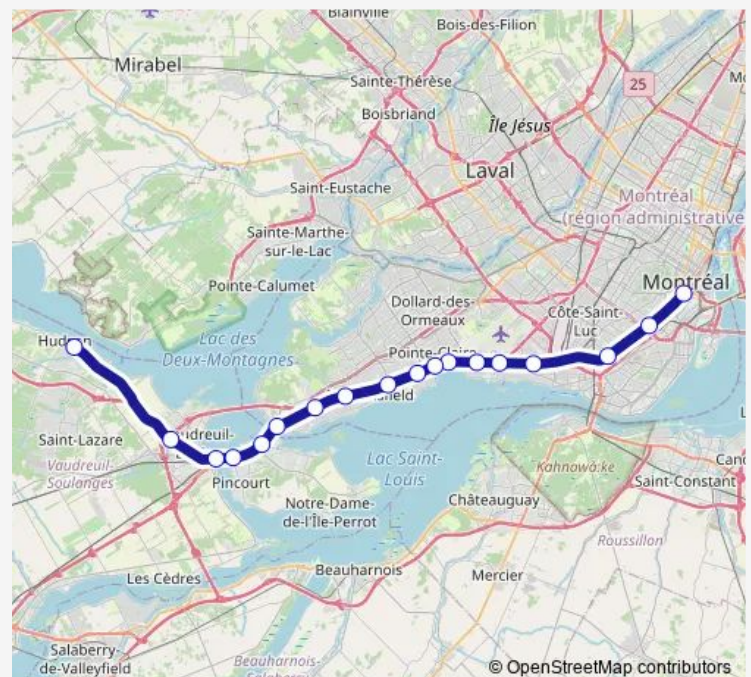 Blainville
Bois-des-Filion
Mirabel
Sainte-Thérèse
25
Boisbriand
Île Jésus
Laval
Saint-Eustache
Montréal
(région administrative
Sainte-Marthe-
sur-le-Lac
Pointe-Calumet
Montréal
Dollard-des-
Ormeaux
Côte-Saint-
Luc
Lac des
Deux-Montagnes
Pointe-Claire
Saint-Lazare
Vaudreuil-
Soulanges
Lac Saint-
Louis
Kahnawá:ke
Pincourt
Saint-Constant
Notre-Dame-
de-l'Île-Perrot
Châteauguay
Roussillon
Les Cèdres
Beauharnois
Mercier
Salaberry-
de-Valleyfield
Beauharnois-
© OpenStreetMap contributors